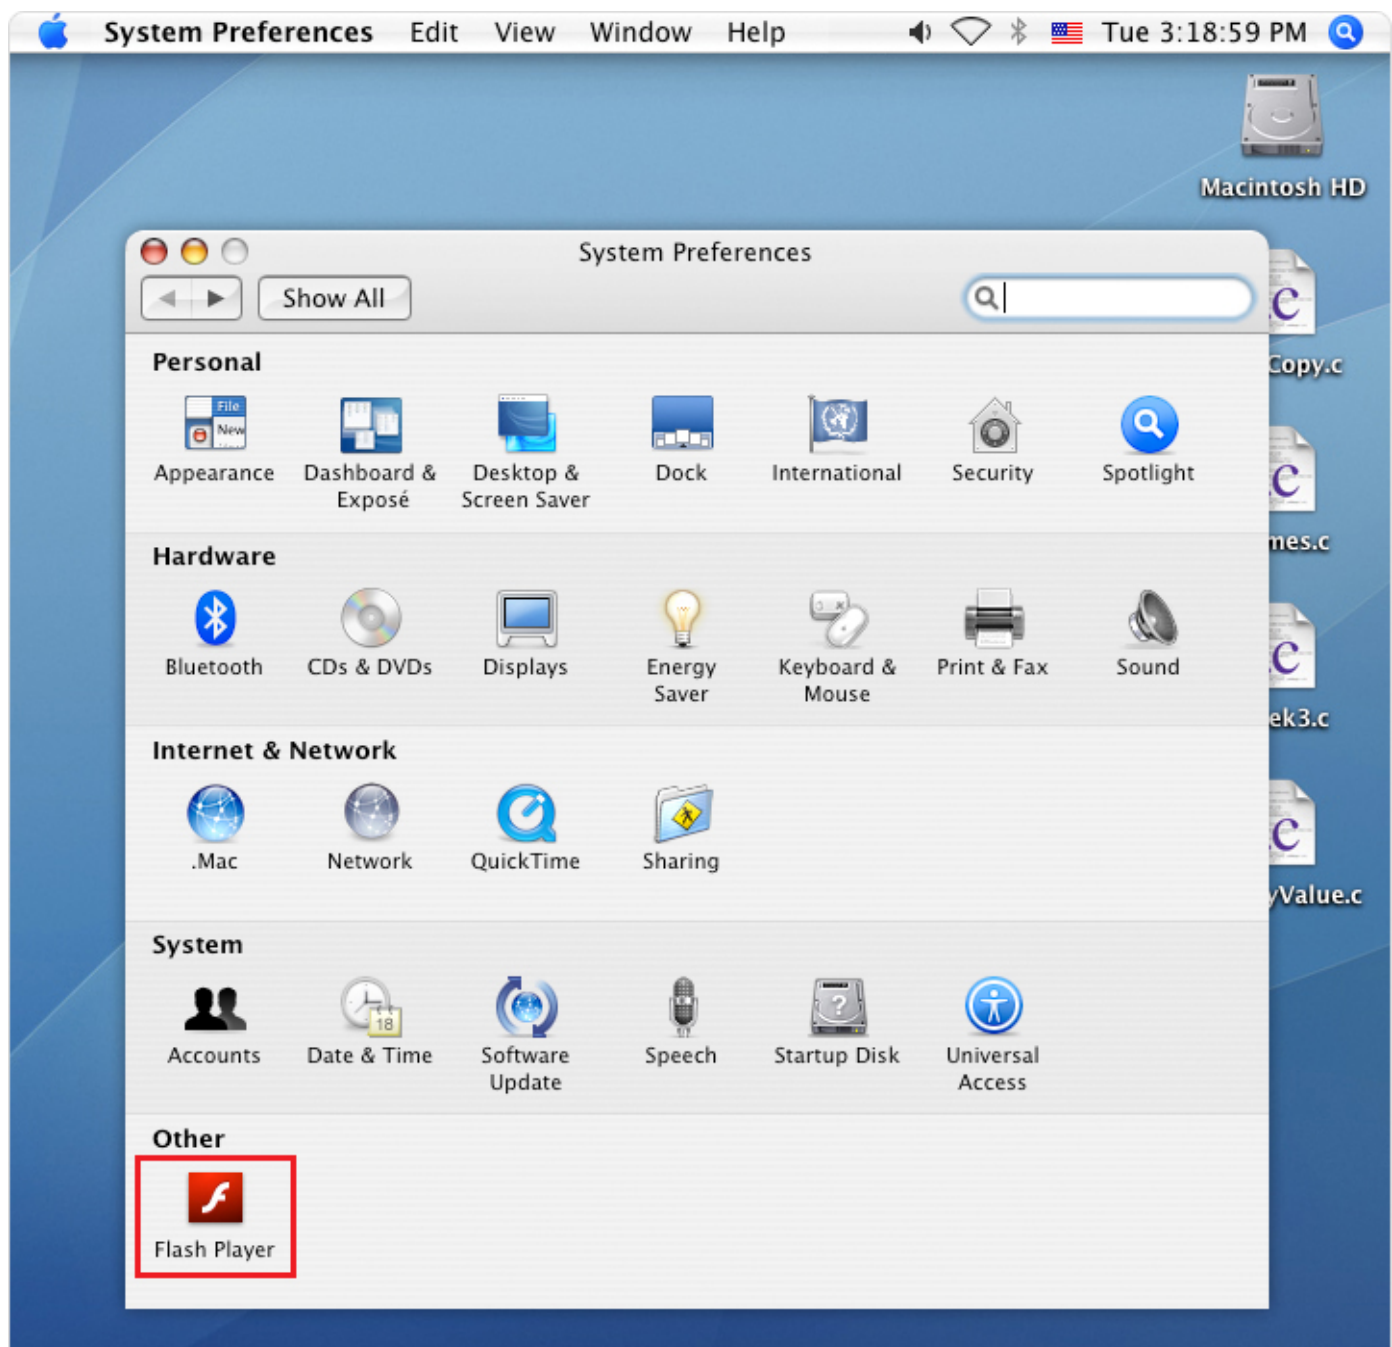 System Preferences Edit View Window Help Tue 3:18:59 PM
Macintosh HD
System Preferences
Show All
Personal
File
New
Appearance
Dashboard &
Exposé
Desktop &
Screen Saver
Dock
International
Security
Spotlight
Hardware
Bluetooth
CDs & DVDs
Displays
Energy
Saver
Keyboard &
Mouse
Print & Fax
Sound
Internet & Network
.Mac
Network
QuickTime
Sharing
System
Accounts
18
Date & Time
Software
Update
Speech
?
Startup Disk
Universal
Access
Other
Flash Player
c
Copy.c
c
mes.c
c
ek3.c
c
yValue.c